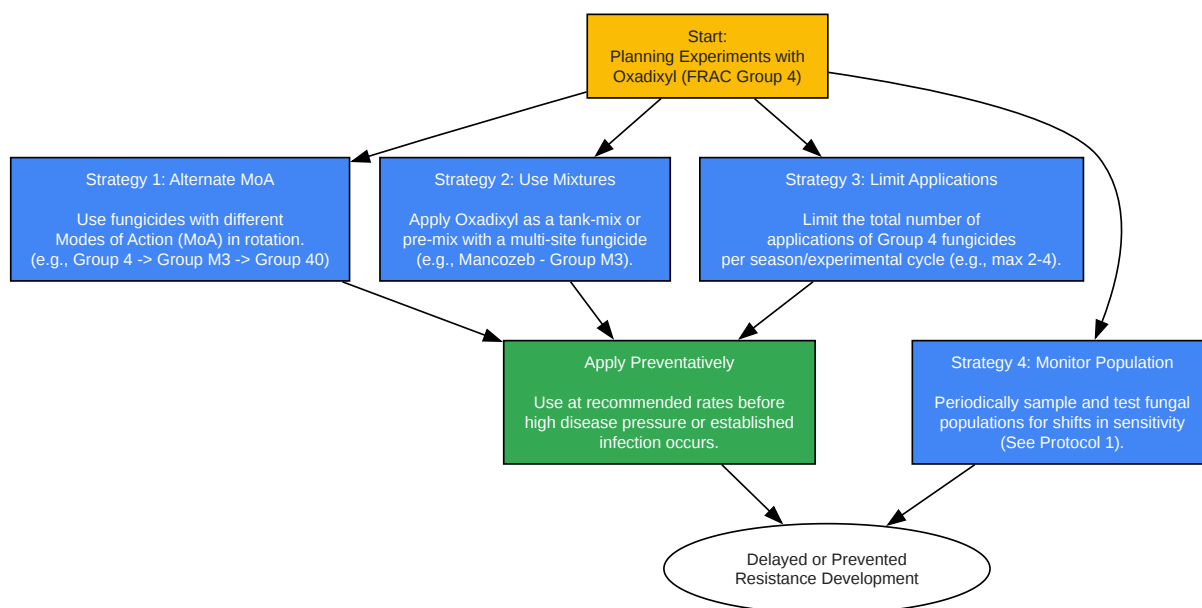 Start:
Planning Experiments with
Oxadixyl (FRAC Group 4)
Strategy 1: Alternate MoA
Use fungicides with different
Modes of Action (MoA) in rotation.
(e.g., Group 4 -> Group M3 -> Group 40)
Strategy 2: Use Mixtures
Apply Oxadixyl as a tank-mix or
pre-mix with a multi-site fungicide
(e.g., Mancozeb - Group M3).
Strategy 3: Limit Applications
Limit the total number of
applications of Group 4 fungicides
per season/experimental cycle (e.g., max 2-4).
Apply Preventatively
Use at recommended rates before
high disease pressure or established
infection occurs.
Strategy 4: Monitor Population
Periodically sample and test fungal
populations for shifts in sensitivity
(See Protocol 1).
Delayed or Prevented
Resistance Development